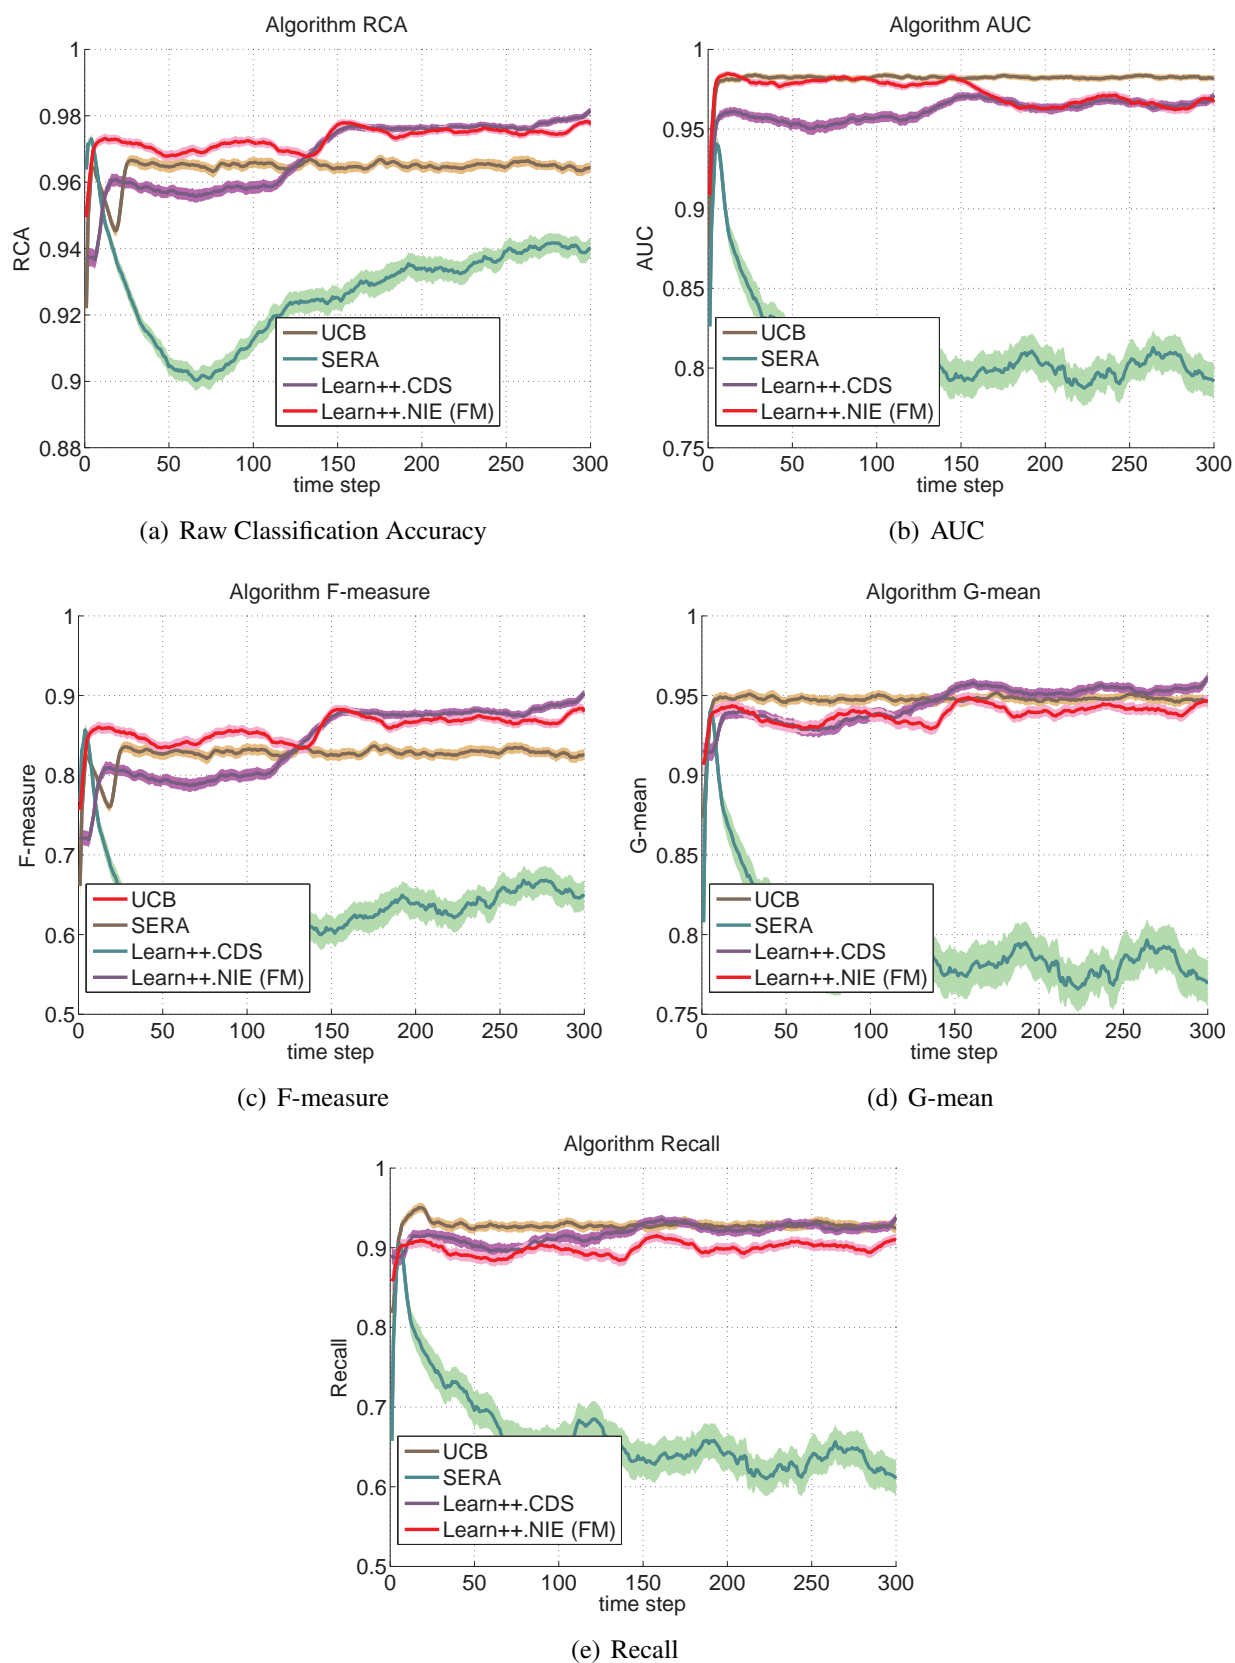 Algorithm RCA
1
0.98
0.96
0.94
0.92
0.9
0.88
RCA
0 50 100 150 200 250 300
time step
UCB
SERA
Learn++.CDS
Learn++.NIE (FM)
(a) Raw Classification Accuracy
Algorithm AUC
1
0.95
0.9
0.85
0.8
0.75
AUC
0 50 100 150 200 250 300
time step
UCB
SERA
Learn++.CDS
Learn++.NIE (FM)
(b) AUC
Algorithm F-measure
1
0.9
0.8
0.7
0.6
0.5
F-measure
0 50 100 150 200 250 300
time step
UCB
SERA
Learn++.CDS
Learn++.NIE (FM)
(c) F-measure
Algorithm G-mean
1
0.95
0.9
0.85
0.8
0.75
G-mean
0 50 100 150 200 250 300
time step
UCB
SERA
Learn++.CDS
Learn++.NIE (FM)
(d) G-mean
Algorithm Recall
1
0.9
0.8
0.7
0.6
0.5
Recall
0 50 100 150 200 250 300
time step
UCB
SERA
Learn++.CDS
Learn++.NIE (FM)
(e) Recall